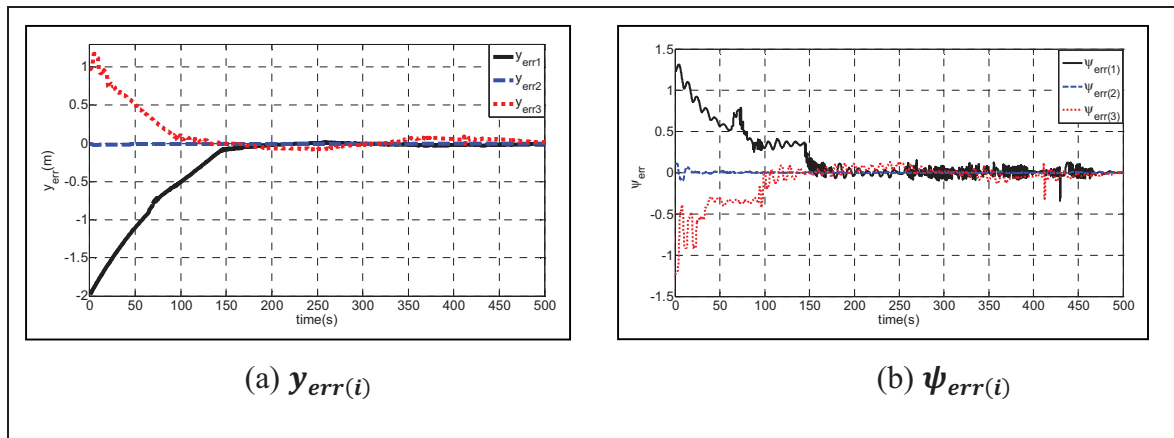 1
0.5
0
-0.5
-1
-1.5
-2
y_err(m)
y_err1
y_err2
y_err3
0 50 100 150 200 250 300 350 400 450 500
time(s)
(a) y_err(i)
1.5
1
0.5
0
-0.5
-1
-1.5
ψ_err
ψ_err(1)
ψ_err(2)
ψ_err(3)
0 50 100 150 200 250 300 350 400 450 500
time(s)
(b) ψ_err(i)